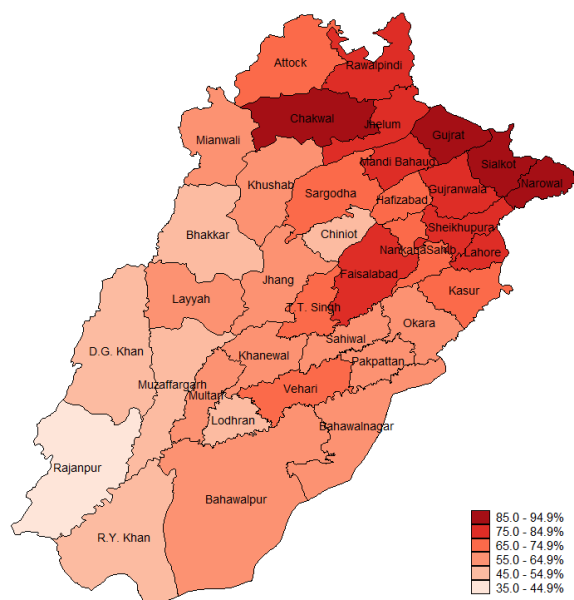 Attock
Rawalpindi
Chakwal
Jhelum
Gujrat
Mianwali
Mandi Bahaud
Sialkot
Narowal
Khushab
Sargodha
Hafizabad
Gujranwala
Bhakkar
Chiniot
Sheikhupura
NankanaSahib
Lahore
Jhang
Faisalabad
Kasur
Layyah
T.T. Singh
Okara
Sahiwal
D.G. Khan
Khanewal
Pakpattan
Muzaffargarh
Multan
Vehari
Lodhran
Bahawalnagar
Rajanpur
Bahawalpur
R.Y. Khan
85.0 - 94.9%
75.0 - 84.9%
65.0 - 74.9%
55.0 - 64.9%
45.0 - 54.9%
35.0 - 44.9%